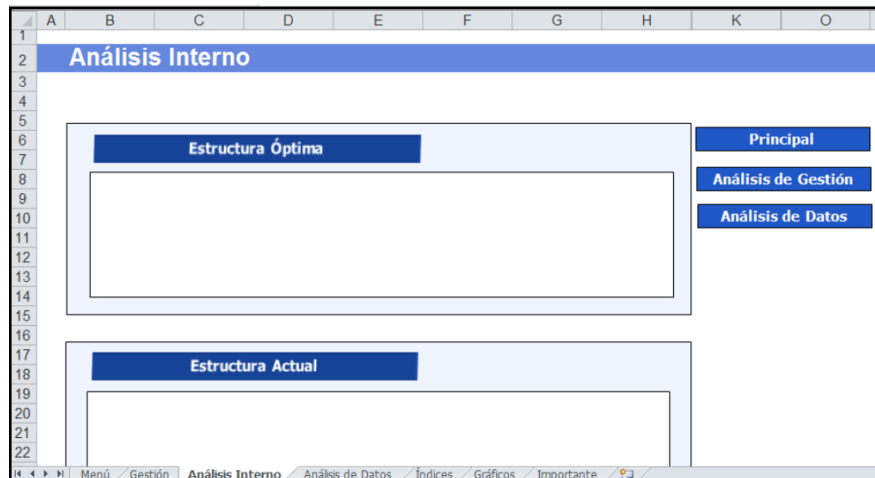 A B C D E F G H K O
1
2 Análisis Interno
3
4
5
6 Estructura Óptima Principal
7
8 Análisis de Gestión
9
10 Análisis de Datos
11
12
13
14
15
16
17
18 Estructura Actual
19
20
21
22
Menú Gestión Análisis Interno Análisis de Datos Índices Gráficos Importante